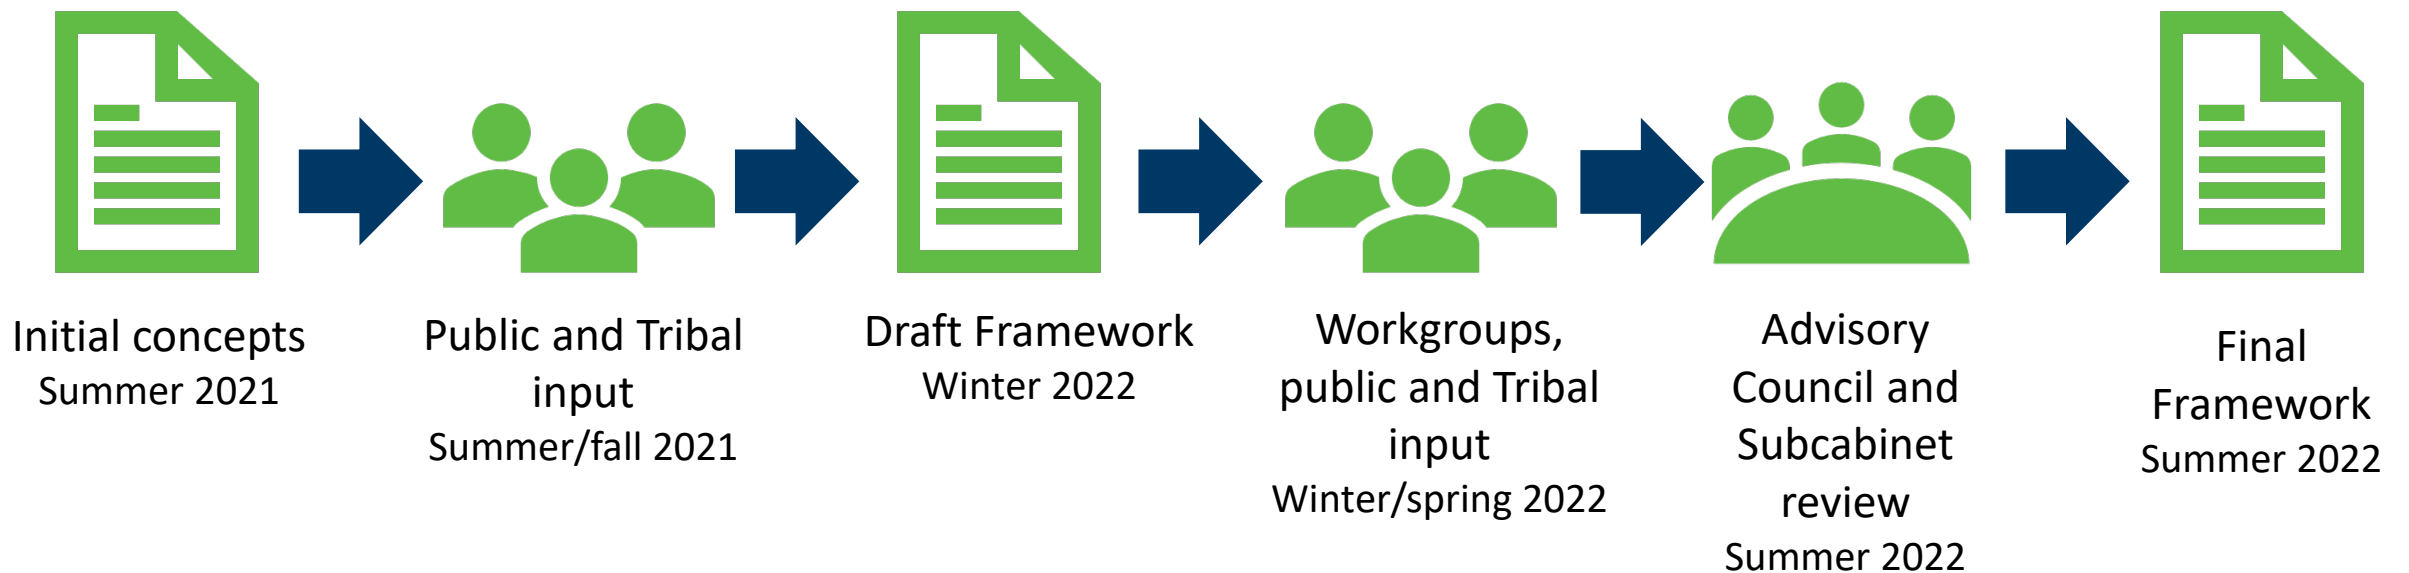 Initial concepts
Summer 2021
Public and Tribal
input
Summer/fall 2021
Draft Framework
Winter 2022
Workgroups,
public and Tribal
input
Winter/spring 2022
Advisory
Council and
Subcabinet
review
Summer 2022
Final
Framework
Summer 2022